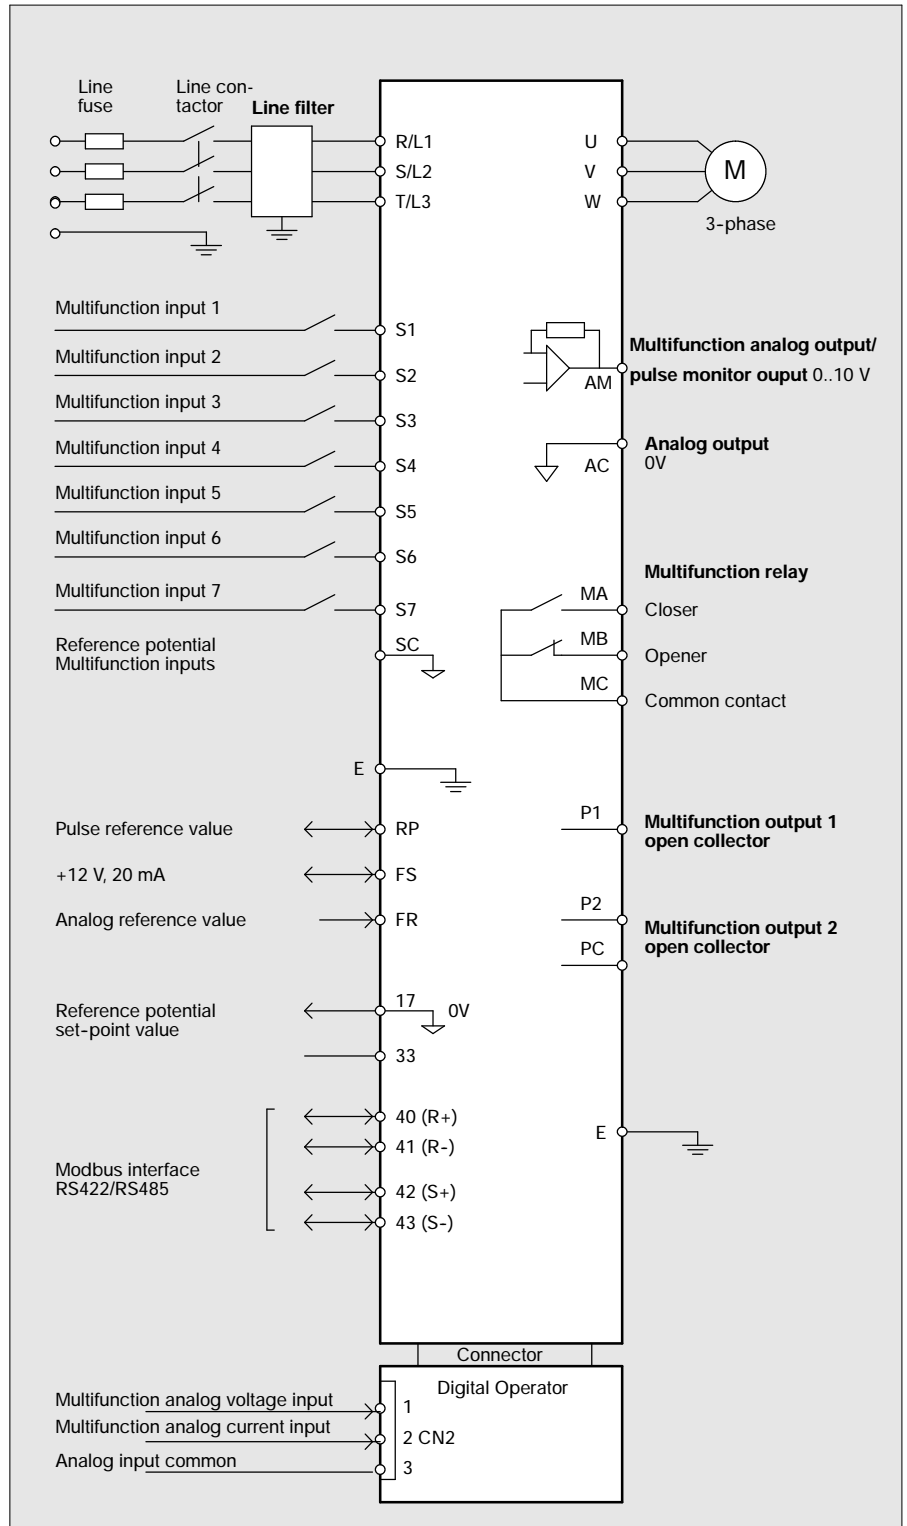 Line fuse
Line con-tactor
Line filter
R/L1
S/L2
T/L3
U
V
W
M
3-phase
Multifunction input 1
S1
Multifunction input 2
S2
Multifunction input 3
S3
Multifunction input 4
S4
Multifunction input 5
S5
Multifunction input 6
S6
Multifunction input 7
S7
Reference potential
Multifunction inputs
SC
AM
Multifunction analog output/
pulse monitor ouput 0..10 V
AC
Analog output
0V
Multifunction relay
MA
Closer
MB
Opener
MC
Common contact
E
Pulse reference value
RP
+12 V, 20 mA
FS
Analog reference value
FR
P1
Multifunction output 1
open collector
P2
PC
Multifunction output 2
open collector
Reference potential
set-point value
17
0V
33
40 (R+)
41 (R-)
Modbus interface
RS422/RS485
42 (S+)
43 (S-)
E
Connector
Digital Operator
Multifunction analog voltage input
1
Multifunction analog current input
2 CN2
Analog input common
3